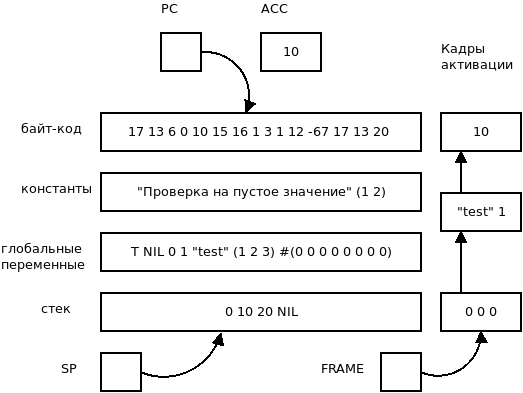 PC
ACC
10
Кадры
активации
байт-код
17 13 6 0 10 15 16 1 3 1 12 -67 17 13 20
10
константы
"Проверка на пустое значение" (1 2)
"test" 1
глобальные
переменные
T NIL 0 1 "test" (1 2 3) #(0 0 0 0 0 0 0 0)
стек
0 10 20 NIL
0 0 0
SP
FRAME